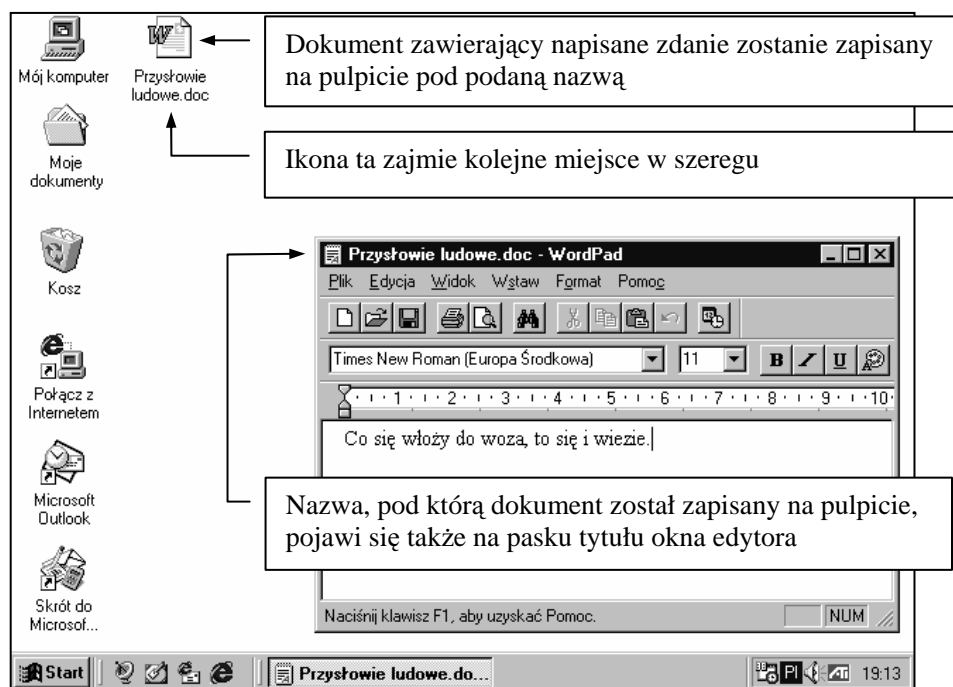 Mój komputer
Przysłowie
ludowe.doc
Dokument zawierający napisane zdanie zostanie zapisany
na pulpicie pod podaną nazwą
Moje
dokumenty
Ikona ta zajmie kolejne miejsce w szeregu
Kosz
Przysłowie ludowe.doc - WordPad
Plik Edycja Widok Wstaw Format Pomoc
Times New Roman (Europa Środkowa) 11 B I U
1 2 3 4 5 6 7 8 9 10
Co się włoży do woza, to się i wiezie.
Połącz z
Internetem
Microsoft
Outlook
Nazwa, pod którą dokument został zapisany na pulpicie,
pojawi się także na pasku tytułu okna edytora
Skrót do
Microsof...
Naciśnij klawisz F1, aby uzyskać Pomoc. NUM
Start Przysłowie ludowe.do... Pl 19:13